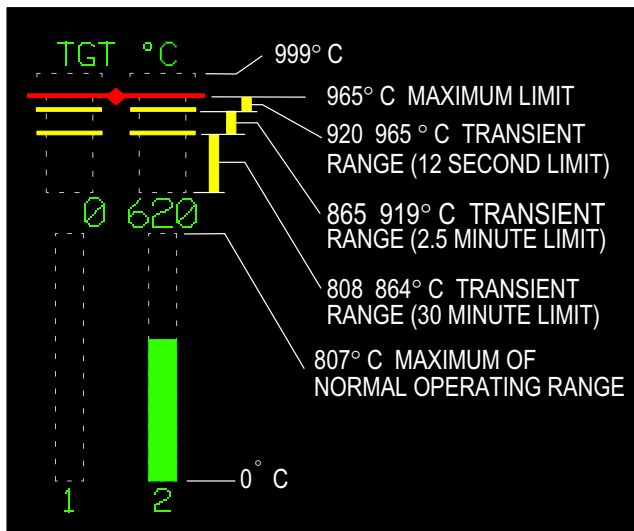 TGT °C
999° C
965° C MAXIMUM LIMIT
920 965 ° C TRANSIENT
RANGE (12 SECOND LIMIT)
865 919° C TRANSIENT
RANGE (2.5 MINUTE LIMIT)
0 620
808 864° C TRANSIENT
RANGE (30 MINUTE LIMIT)
807° C MAXIMUM OF
NORMAL OPERATING RANGE
0° C
1 2